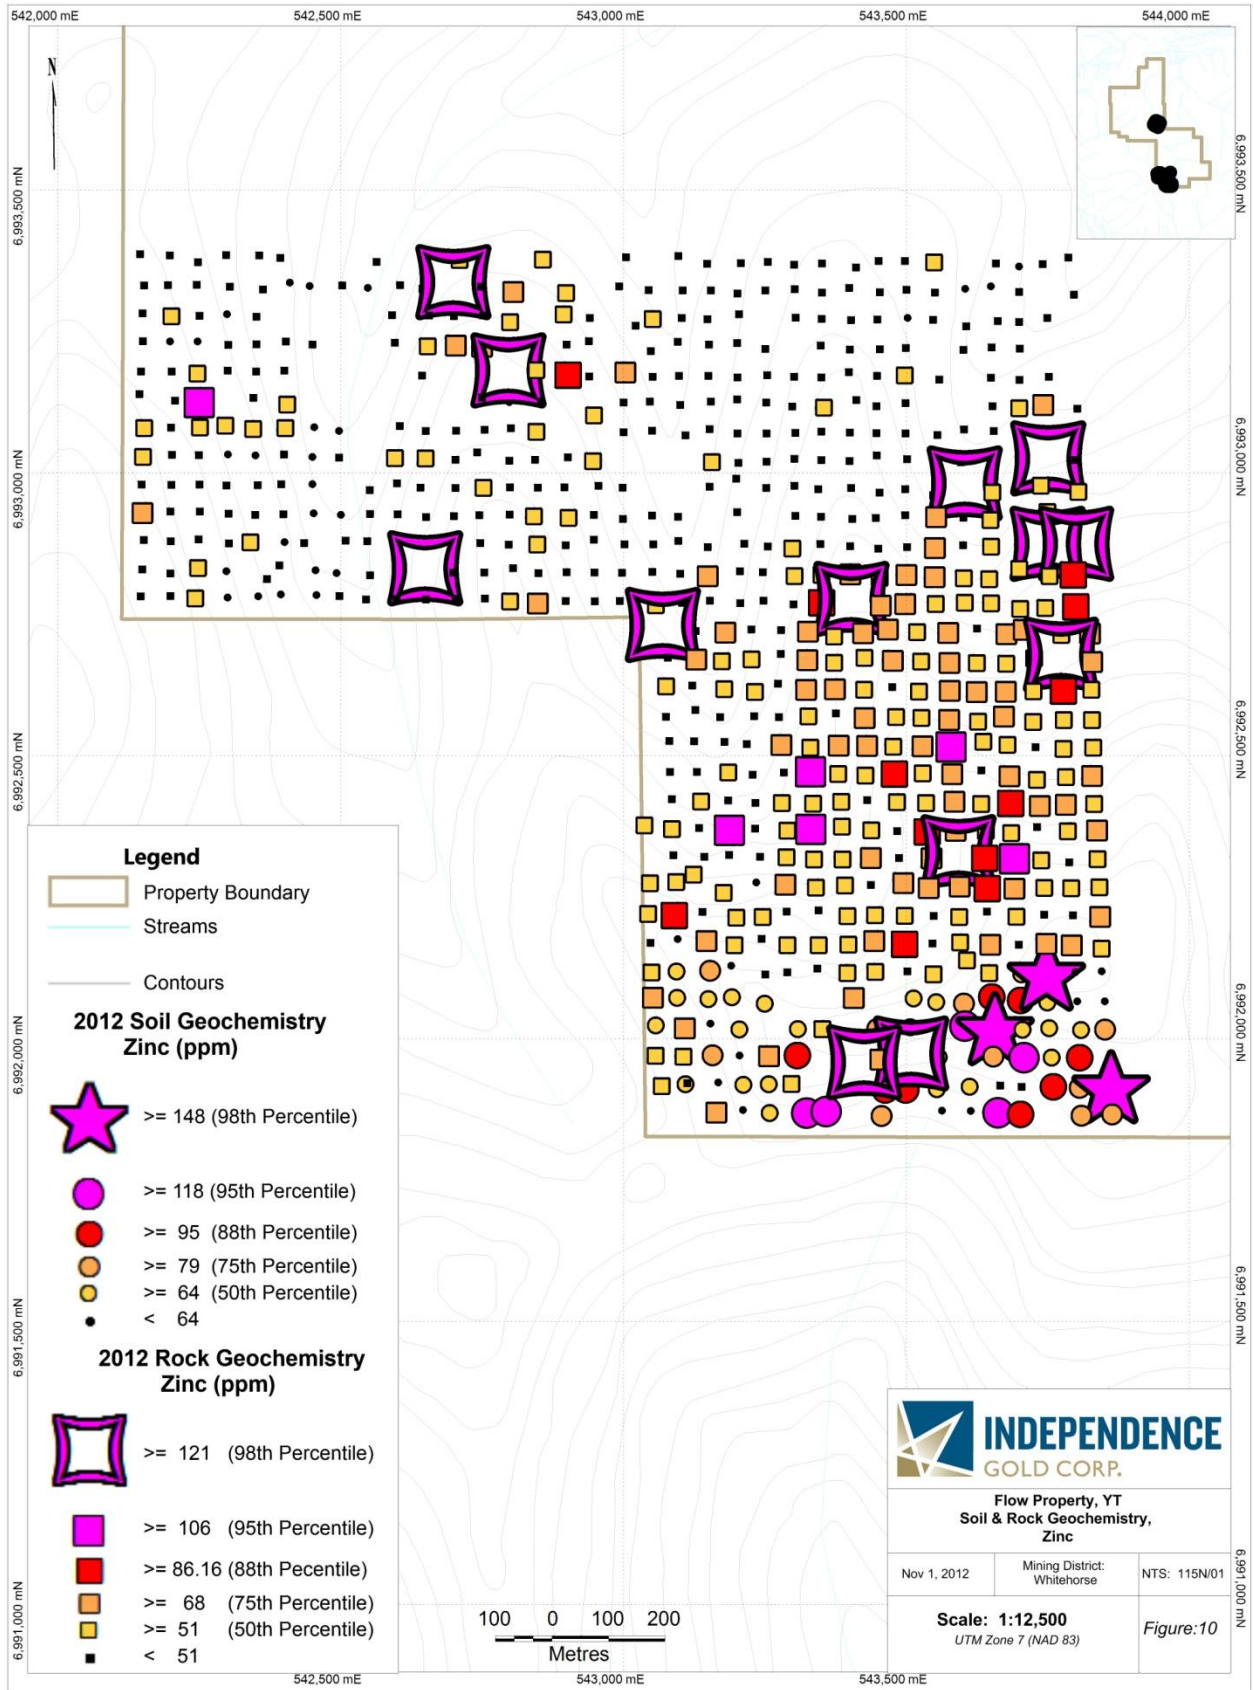 542,000 mE
542,500 mE
543,000 mE
543,500 mE
544,000 mE
N
6,993,500 mN
6,993,500 mN
6,993,000 mN
6,993,000 mN
6,992,500 mN
6,992,500 mN
6,992,000 mN
6,992,000 mN
6,991,500 mN
6,991,500 mN
6,991,000 mN
6,991,000 mN
Legend
Property Boundary
Streams
Contours
2012 Soil Geochemistry
Zinc (ppm)
>= 148 (98th Percentile)
>= 118 (95th Percentile)
>= 95 (88th Percentile)
>= 79 (75th Percentile)
>= 64 (50th Percentile)
< 64
2012 Rock Geochemistry
Zinc (ppm)
>= 121 (98th Percentile)
>= 106 (95th Percentile)
>= 86.16 (88th Pecentile)
>= 68 (75th Percentile)
>= 51 (50th Percentile)
< 51
100 0 100 200
Metres
INDEPENDENCE
GOLD CORP.
Flow Property, YT
Soil & Rock Geochemistry,
Zinc
Nov 1, 2012
Mining District:
Whitehorse
NTS: 115N/01
Scale: 1:12,500
UTM Zone 7 (NAD 83)
Figure:10
542,500 mE
543,000 mE
543,500 mE